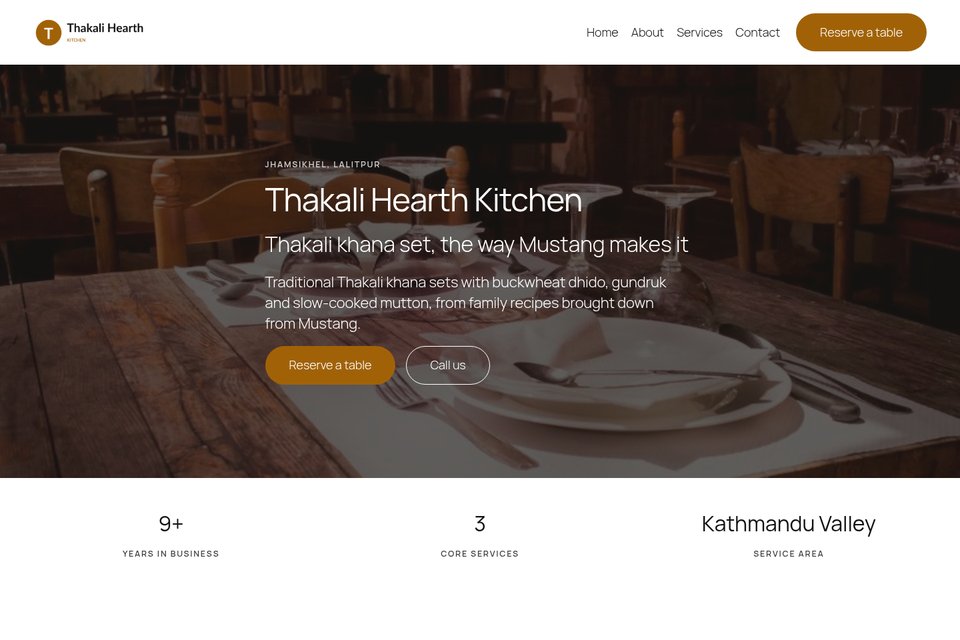 T
Thakali Hearth
KITCHEN
Home About Services Contact Reserve a table
JHAMSIKHEL, LALITPUR
Thakali Hearth Kitchen
Thakali khana set, the way Mustang makes it
Traditional Thakali khana sets with buckwheat dhido, gundruk
and slow-cooked mutton, from family recipes brought down
from Mustang.
Reserve a table Call us
9+ 3 Kathmandu Valley
YEARS IN BUSINESS CORE SERVICES SERVICE AREA